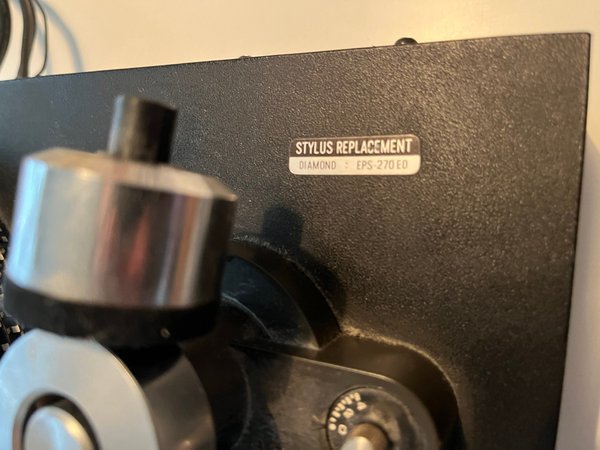 STYLUS REPLACEMENT
DIAMOND : EPS-270 ED